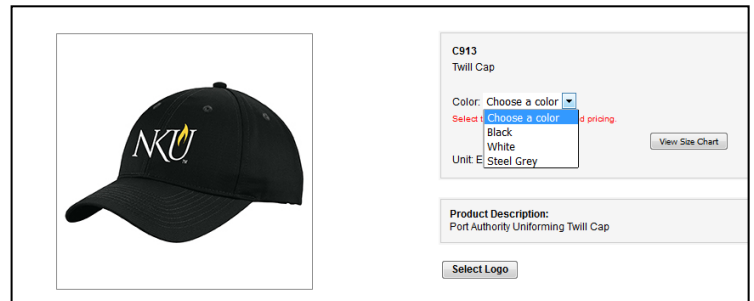 NKU
TM
C913
Twill Cap
Color: Choose a color
Select t
d pricing.
Choose a color
Black
White
Steel Grey
View Size Chart
Unit: E
Product Description:
Port Authority Uniforming Twill Cap
Select Logo